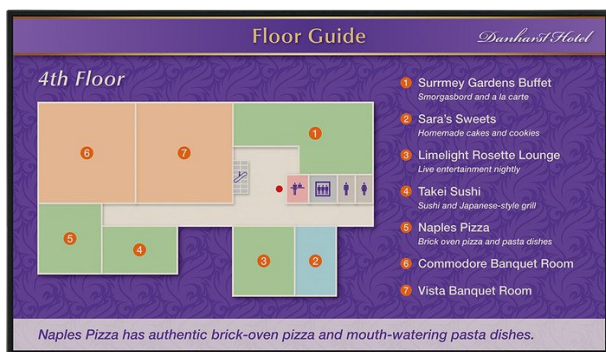 Floor Guide
Danharst Hotel
4th Floor
1 Surrmey Gardens Buffet
Smorgasbord and a la carte
2 Sara's Sweets
Homemade cakes and cookies
3 Limelight Rosette Lounge
Live entertainment nightly
4 Takei Sushi
Sushi and Japanese-style grill
5 Naples Pizza
Brick oven pizza and pasta dishes
6 Commodore Banquet Room
7 Vista Banquet Room
6
7
1
5
4
3
2
Naples Pizza has authentic brick-oven pizza and mouth-watering pasta dishes.